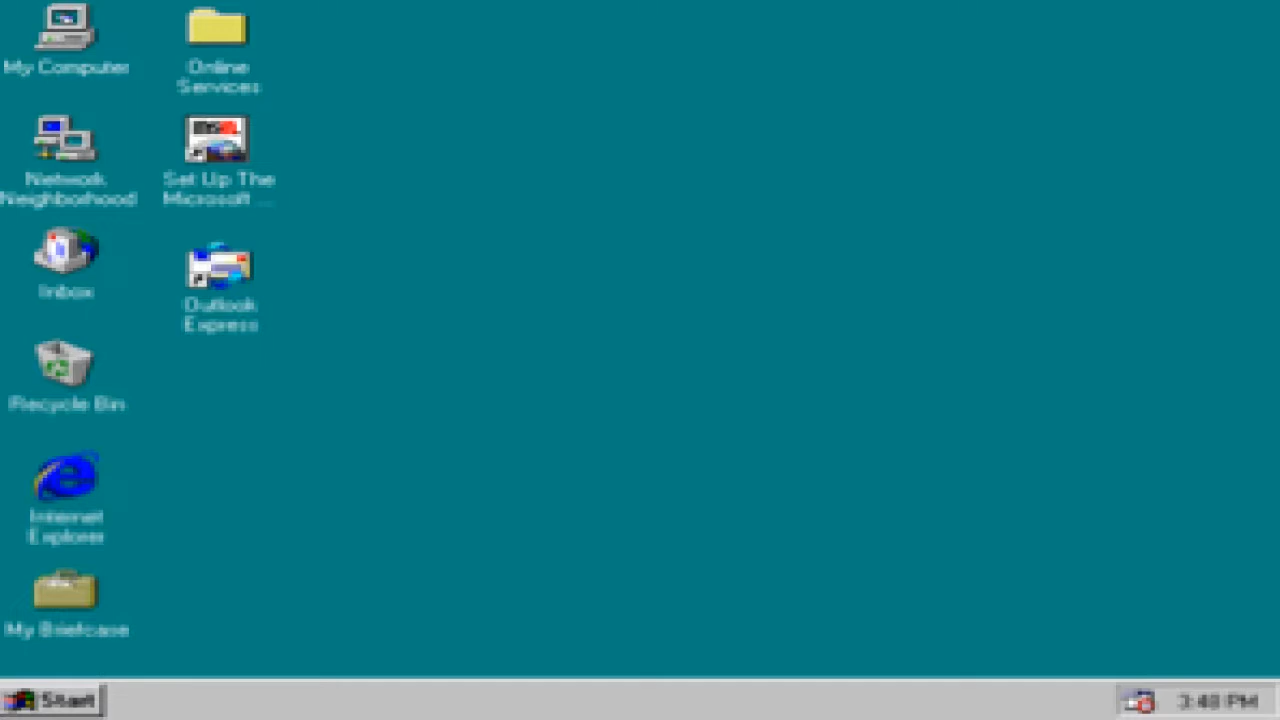 My Computer
Online
Services
Network
Neighborhood
Set Up The
Microsoft ...
Inbox
Outlook
Express
Recycle Bin
Internet
Explorer
My Briefcase
Start
3:48 PM